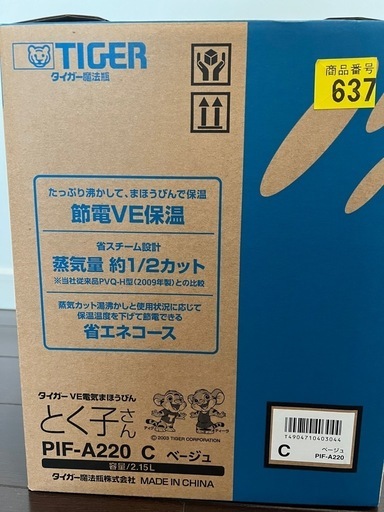 TIGER
タイガー魔法瓶
商品番号
637
たっぷり沸かして、まほうびんで保温
節電VE保温
省スチーム設計
蒸気量 約1/2カット
※当社従来品PVQ-H型(2009年製)との比較
蒸気カット湯沸かしと使用状況に応じて
保温温度を下げて節電できる
省エネコース
タイガー VE電気まほうびん
とく子さん
©2003 TIGER CORPORATION
PIF-A220 C ベージュ
容量/2.15L
タイガー魔法瓶株式会社 MADE IN CHINA
T4904710403044
C
ベージュ
PIF-A220